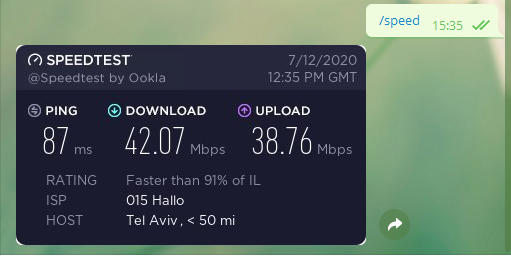 /speed
15:35
SPEEDTEST
7/12/2020
@Speedtest by Ookla
12:35 PM GMT
PING
DOWNLOAD
UPLOAD
87 ms
42.07 Mbps
38.76 Mbps
RATING Faster than 91% of IL
ISP 015 Hallo
HOST Tel Aviv , < 50 mi